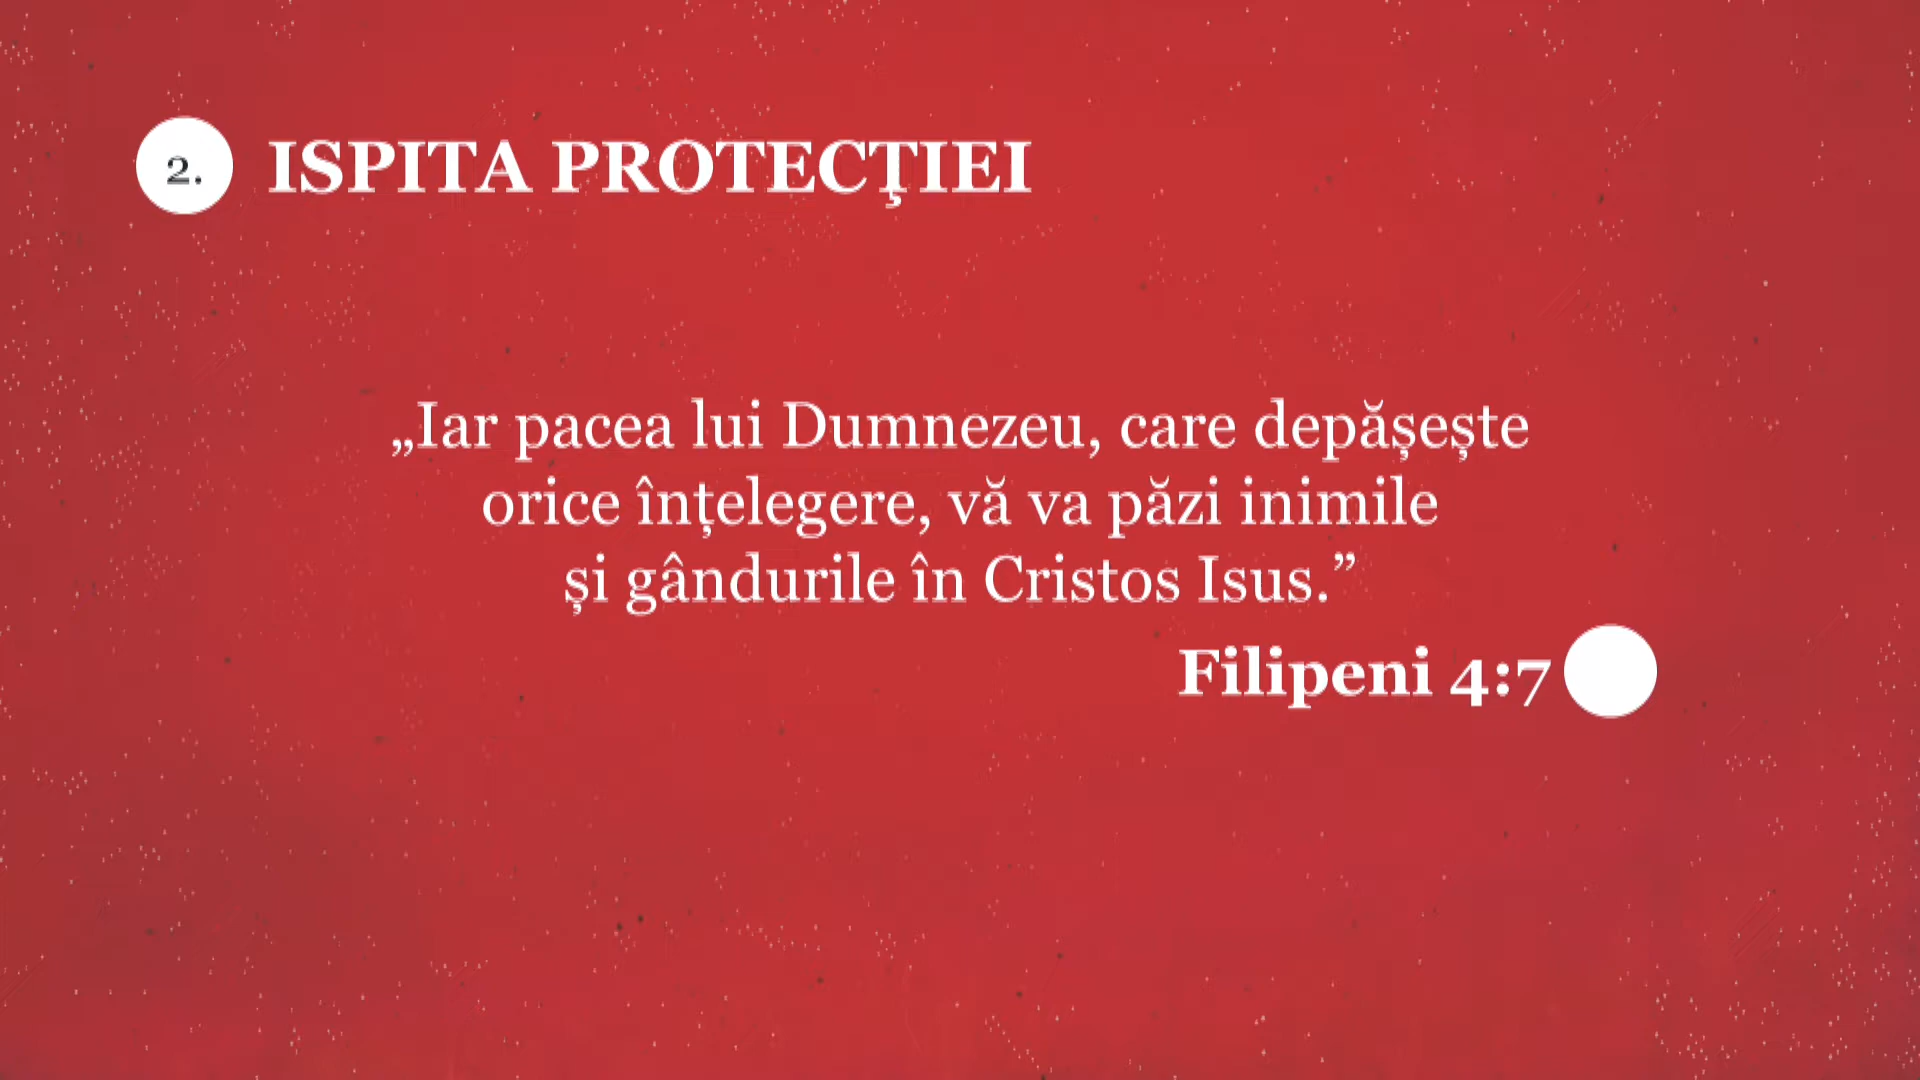 2. ISPITA PROTECŢIEI
„Iar pacea lui Dumnezeu, care depășește
orice înțelegere, vă va păzi inimile
și gândurile în Cristos Isus.”
Filipeni 4:7